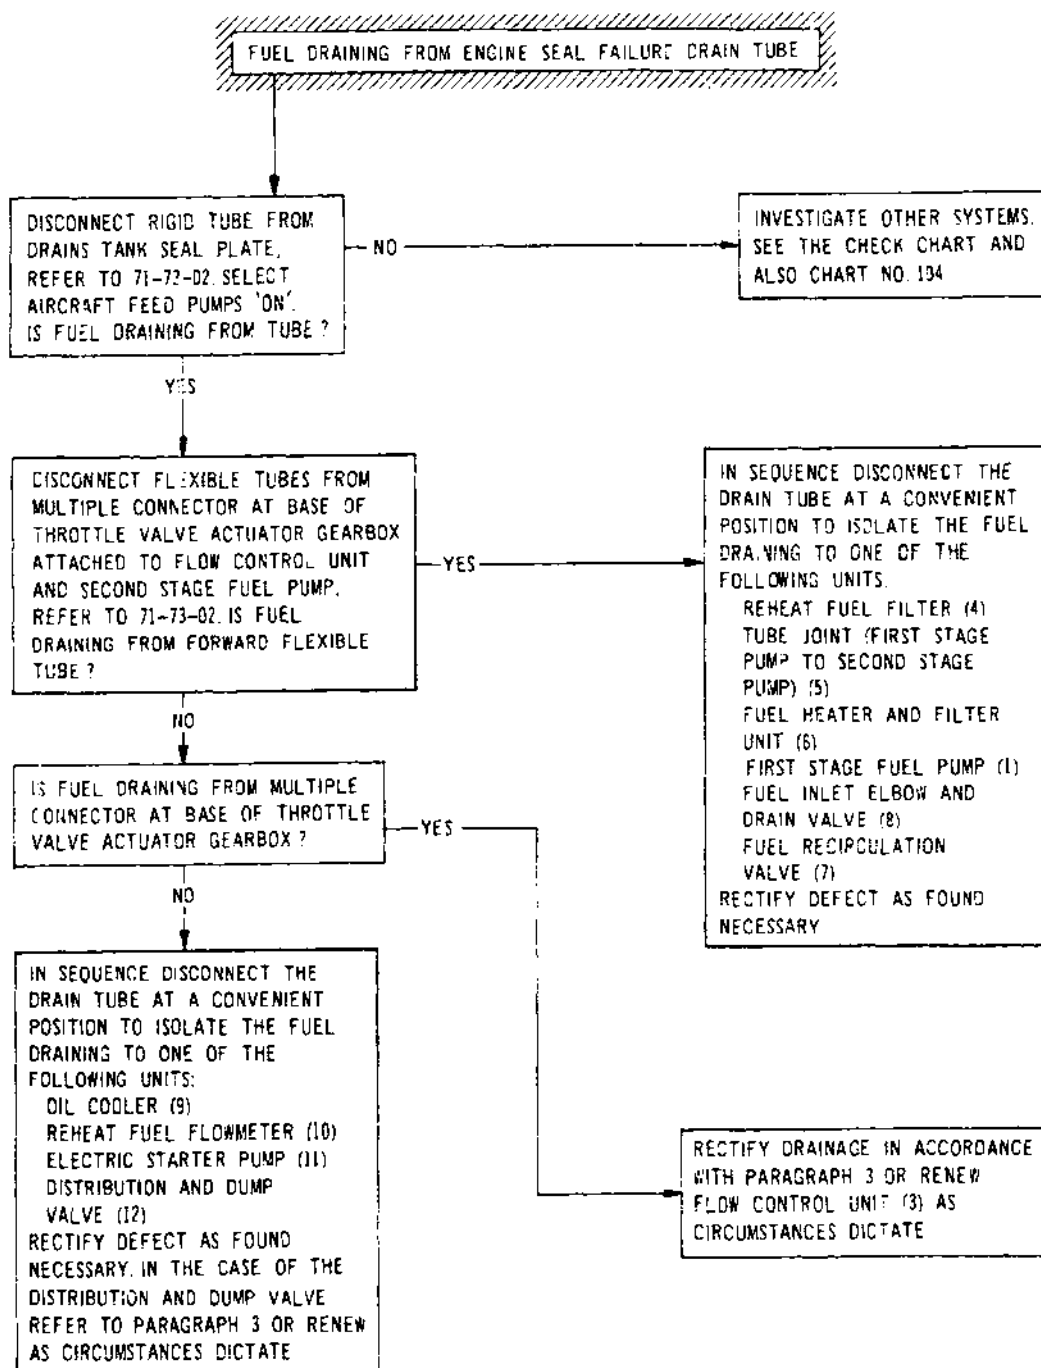 FUEL DRAINING FROM ENGINE SEAL FAILURE DRAIN TUBE
DISCONNECT RIGID TUBE FROM
DRAINS TANK SEAL PLATE,
REFER TO 71-73-02. SELECT
AIRCRAFT FEED PUMPS 'ON'.
IS FUEL DRAINING FROM TUBE?
NO
INVESTIGATE OTHER SYSTEMS.
SEE THE CHECK CHART AND
ALSO CHART NO. 104
YES
DISCONNECT FLEXIBLE TUBES FROM
MULTIPLE CONNECTOR AT BASE OF
THROTTLE VALVE ACTUATOR GEARBOX
ATTACHED TO FLOW CONTROL UNIT
AND SECOND STAGE FUEL PUMP.
REFER TO 71-73-02. IS FUEL
DRAINING FROM FORWARD FLEXIBLE
TUBE?
YES
IN SEQUENCE DISCONNECT THE
DRAIN TUBE AT A CONVENIENT
POSITION TO ISOLATE THE FUEL
DRAINING TO ONE OF THE
FOLLOWING UNITS.
REHEAT FUEL FILTER (4)
TUBE JOINT (FIRST STAGE
PUMP TO SECOND STAGE
PUMP) (5)
FUEL HEATER AND FILTER
UNIT (6)
FIRST STAGE FUEL PUMP (1)
FUEL INLET ELBOW AND
DRAIN VALVE (8)
FUEL RECIRCULATION
VALVE (7)
RECTIFY DEFECT AS FOUND
NECESSARY
NO
IS FUEL DRAINING FROM MULTIPLE
CONNECTOR AT BASE OF THROTTLE
VALVE ACTUATOR GEARBOX?
YES
NO
IN SEQUENCE DISCONNECT THE
DRAIN TUBE AT A CONVENIENT
POSITION TO ISOLATE THE FUEL
DRAINING TO ONE OF THE
FOLLOWING UNITS:
OIL COOLER (9)
REHEAT FUEL FLOWMETER (10)
ELECTRIC STARTER PUMP (11)
DISTRIBUTION AND DUMP
VALVE (12)
RECTIFY DEFECT AS FOUND
NECESSARY. IN THE CASE OF THE
DISTRIBUTION AND DUMP VALVE
REFER TO PARAGRAPH 3 OR RENEW
AS CIRCUMSTANCES DICTATE
RECTIFY DRAINAGE IN ACCORDANCE
WITH PARAGRAPH 3 OR RENEW
FLOW CONTROL UNIT (3) AS
CIRCUMSTANCES DICTATE